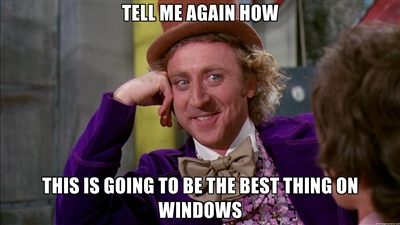 TELL ME AGAIN HOW
THIS IS GOING TO BE THE BEST THING ON
WINDOWS